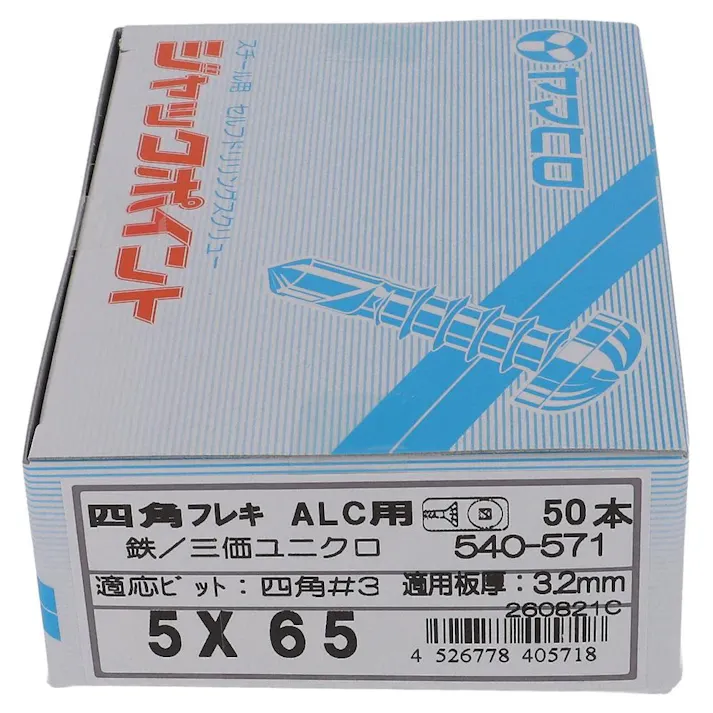 ヤマヒロ
スチール用 セルフドリリングスクリュー
ジャックポイント
四角フレキ ALC用 50本
鉄／三価ユニクロ 540-571
適応ビット：四角#3 適用板厚：3.2mm
260821C
5X65
4 526778 405718